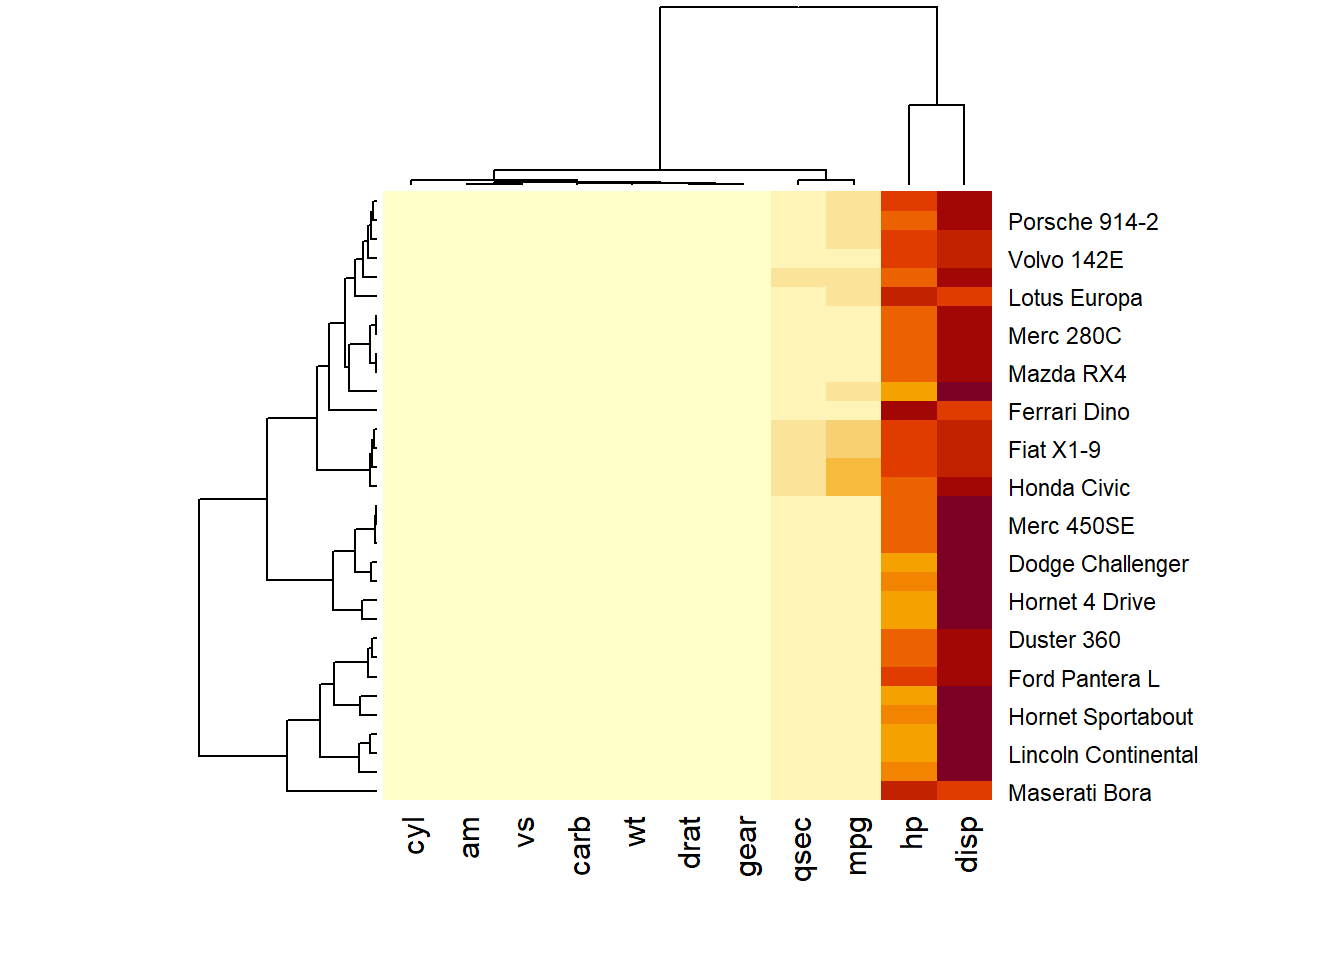 Porsche 914-2
Volvo 142E
Lotus Europa
Merc 280C
Mazda RX4
Ferrari Dino
Fiat X1-9
Honda Civic
Merc 450SE
Dodge Challenger
Hornet 4 Drive
Duster 360
Ford Pantera L
Hornet Sportabout
Lincoln Continental
Maserati Bora
cyl
am
vs
carb
wt
drat
gear
qsec
mpg
hp
disp